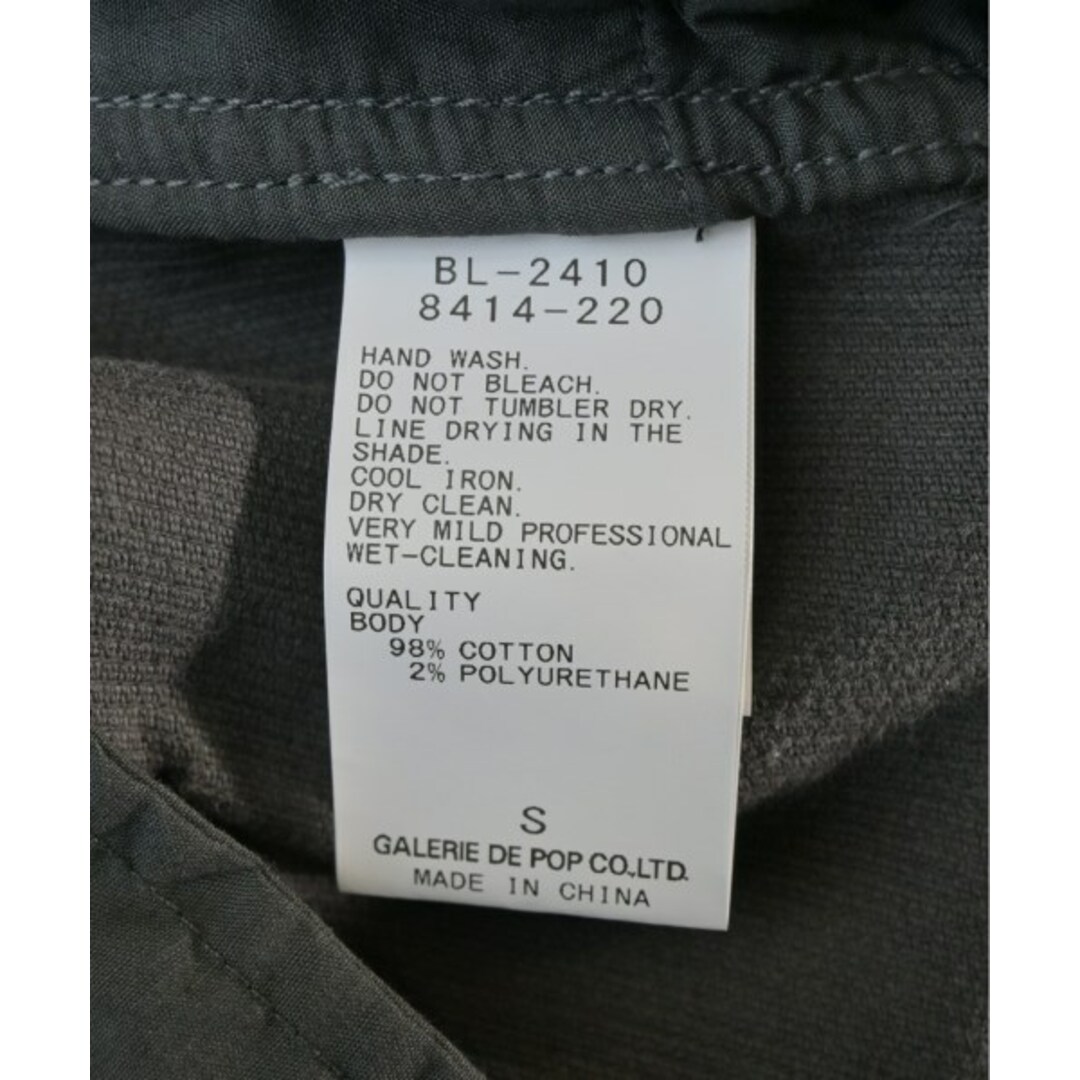 BL-2410
8414-220
HAND WASH.
DO NOT BLEACH.
DO NOT TUMBLER DRY.
LINE DRYING IN THE
SHADE.
COOL IRON.
DRY CLEAN.
VERY MILD PROFESSIONAL
WET-CLEANING.
QUALITY
BODY
98% COTTON
2% POLYURETHANE
S
GALERIE DE POP CO.,LTD.
MADE IN CHINA